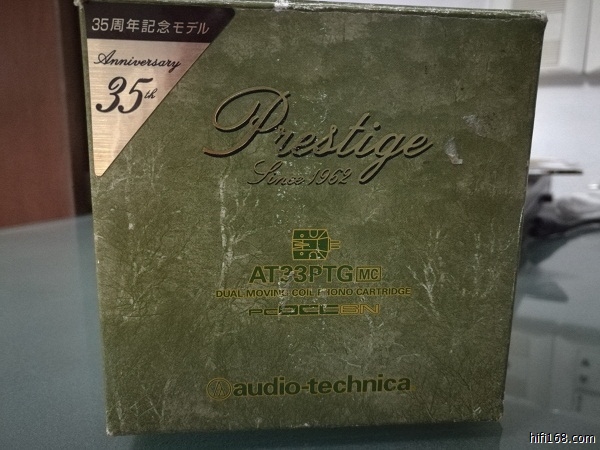 35周年記念モデル
Anniversary
35th
Prestige
Since 1962
AT33PTG MC
DUAL MOVING COIL PHONO CARTRIDGE
PCOCC 6N
audio-technica
hifi168.com